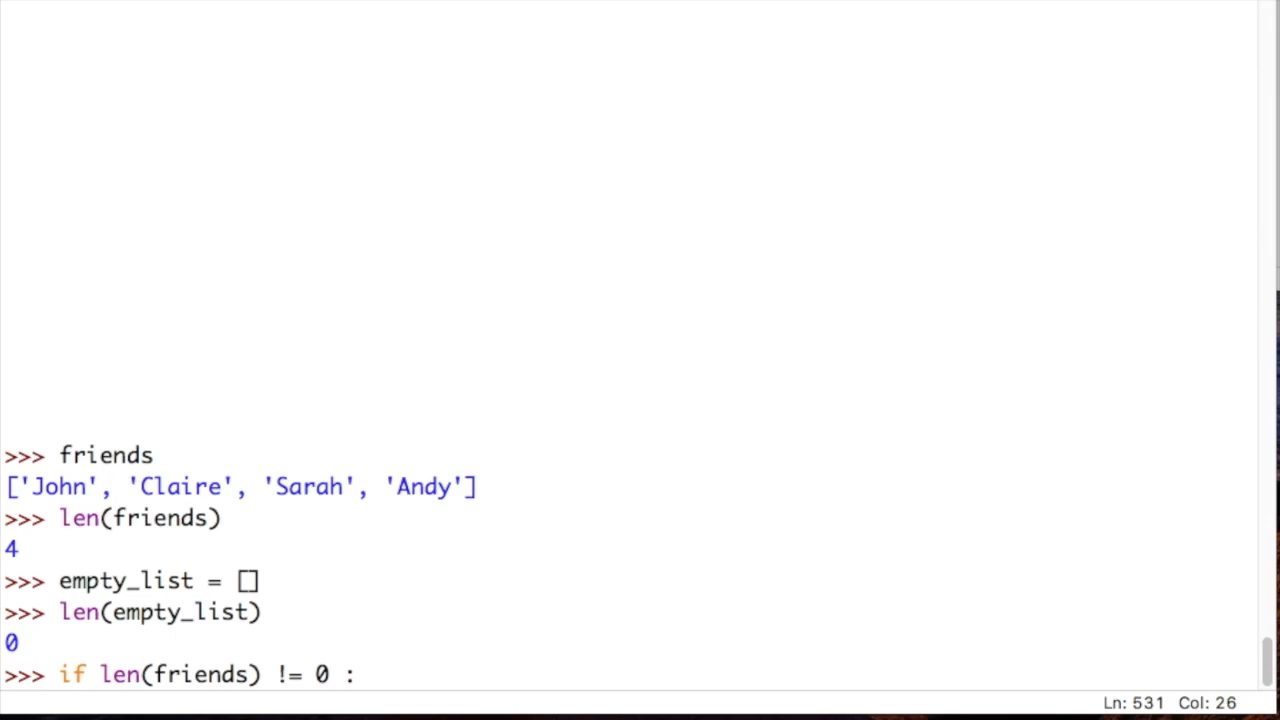 >>> friends
['John', 'Claire', 'Sarah', 'Andy']
>>> len(friends)
4
>>> empty_list = []
>>> len(empty_list)
0
>>> if len(friends) != 0 :
Ln: 531 Col: 26